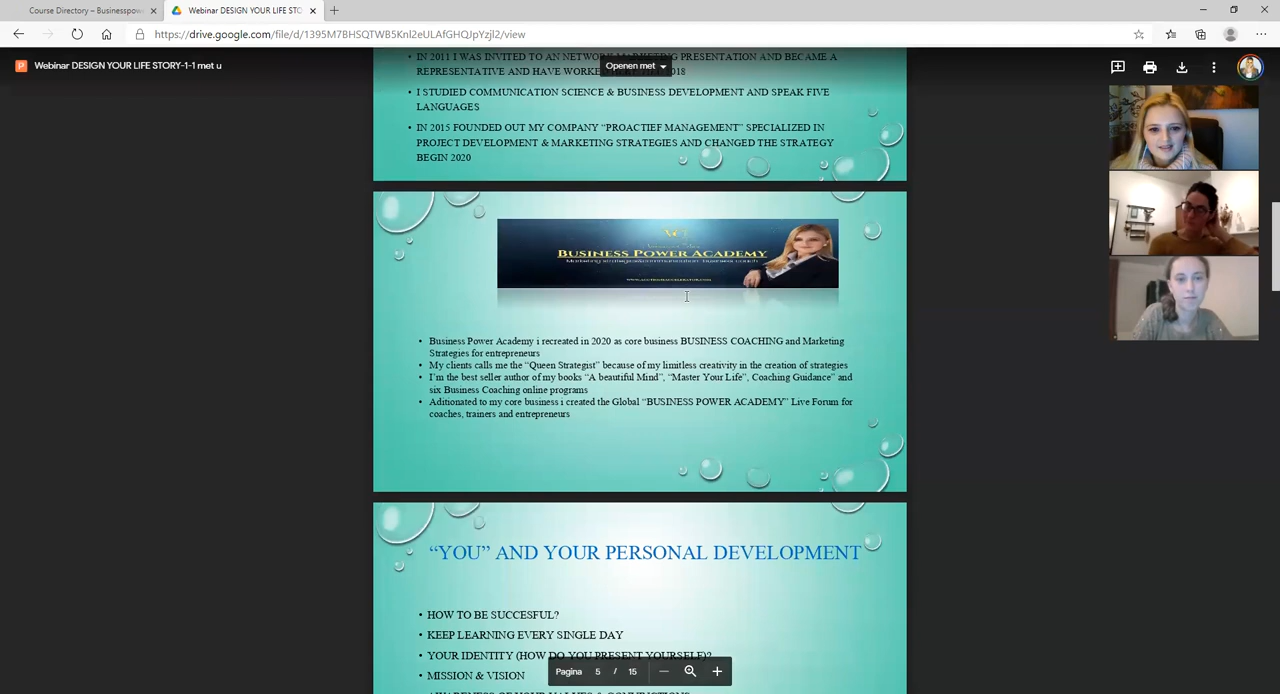 Course Directory – Businesspow
Webinar DESIGN YOUR LIFE STO
https://drive.google.com/file/d/1395M7BHSQTWB5KnI2eULAfGHQJpYzjl2/view
Webinar DESIGN YOUR LIFE STORY-1-1 met u
Openen met
• IN 2011 I WAS INVITED TO AN NETWORK MARKETING PRESENTATION AND BECAME A
REPRESENTATIVE AND HAVE WORKE 2018
• I STUDIED COMMUNICATION SCIENCE & BUSINESS DEVELOPMENT AND SPEAK FIVE
LANGUAGES
• IN 2015 FOUNDED OUT MY COMPANY “PROACTIEF MANAGEMENT” SPECIALIZED IN
PROJECT DEVELOPMENT & MARKETING STRATEGIES AND CHANGED THE STRATEGY
BEGIN 2020
BUSINESS POWER ACADEMY
• Business Power Academy i recreated in 2020 as core business BUSINESS COACHING and Marketing
Strategies for entrepreneurs
• My clients calls me the “Queen Strategist” because of my limitless creativity in the creation of strategies
• I’m the best seller author of my books “A beautiful Mind”, “Master Your Life”, Coaching Guidance” and
six Business Coaching online programs
• Aditionated to my core business i created the Global “BUSINESS POWER ACADEMY” Live Forum for
coaches, trainers and entrepreneurs
“YOU” AND YOUR PERSONAL DEVELOPMENT
• HOW TO BE SUCCESFUL?
• KEEP LEARNING EVERY SINGLE DAY
• YOUR IDENTITY (HOW DO YOU PRESENT YOURSELF)?
• MISSION & VISION
• AWARENESS OF YOUR VALUES & CONVICTIONS
Pagina 5 / 15